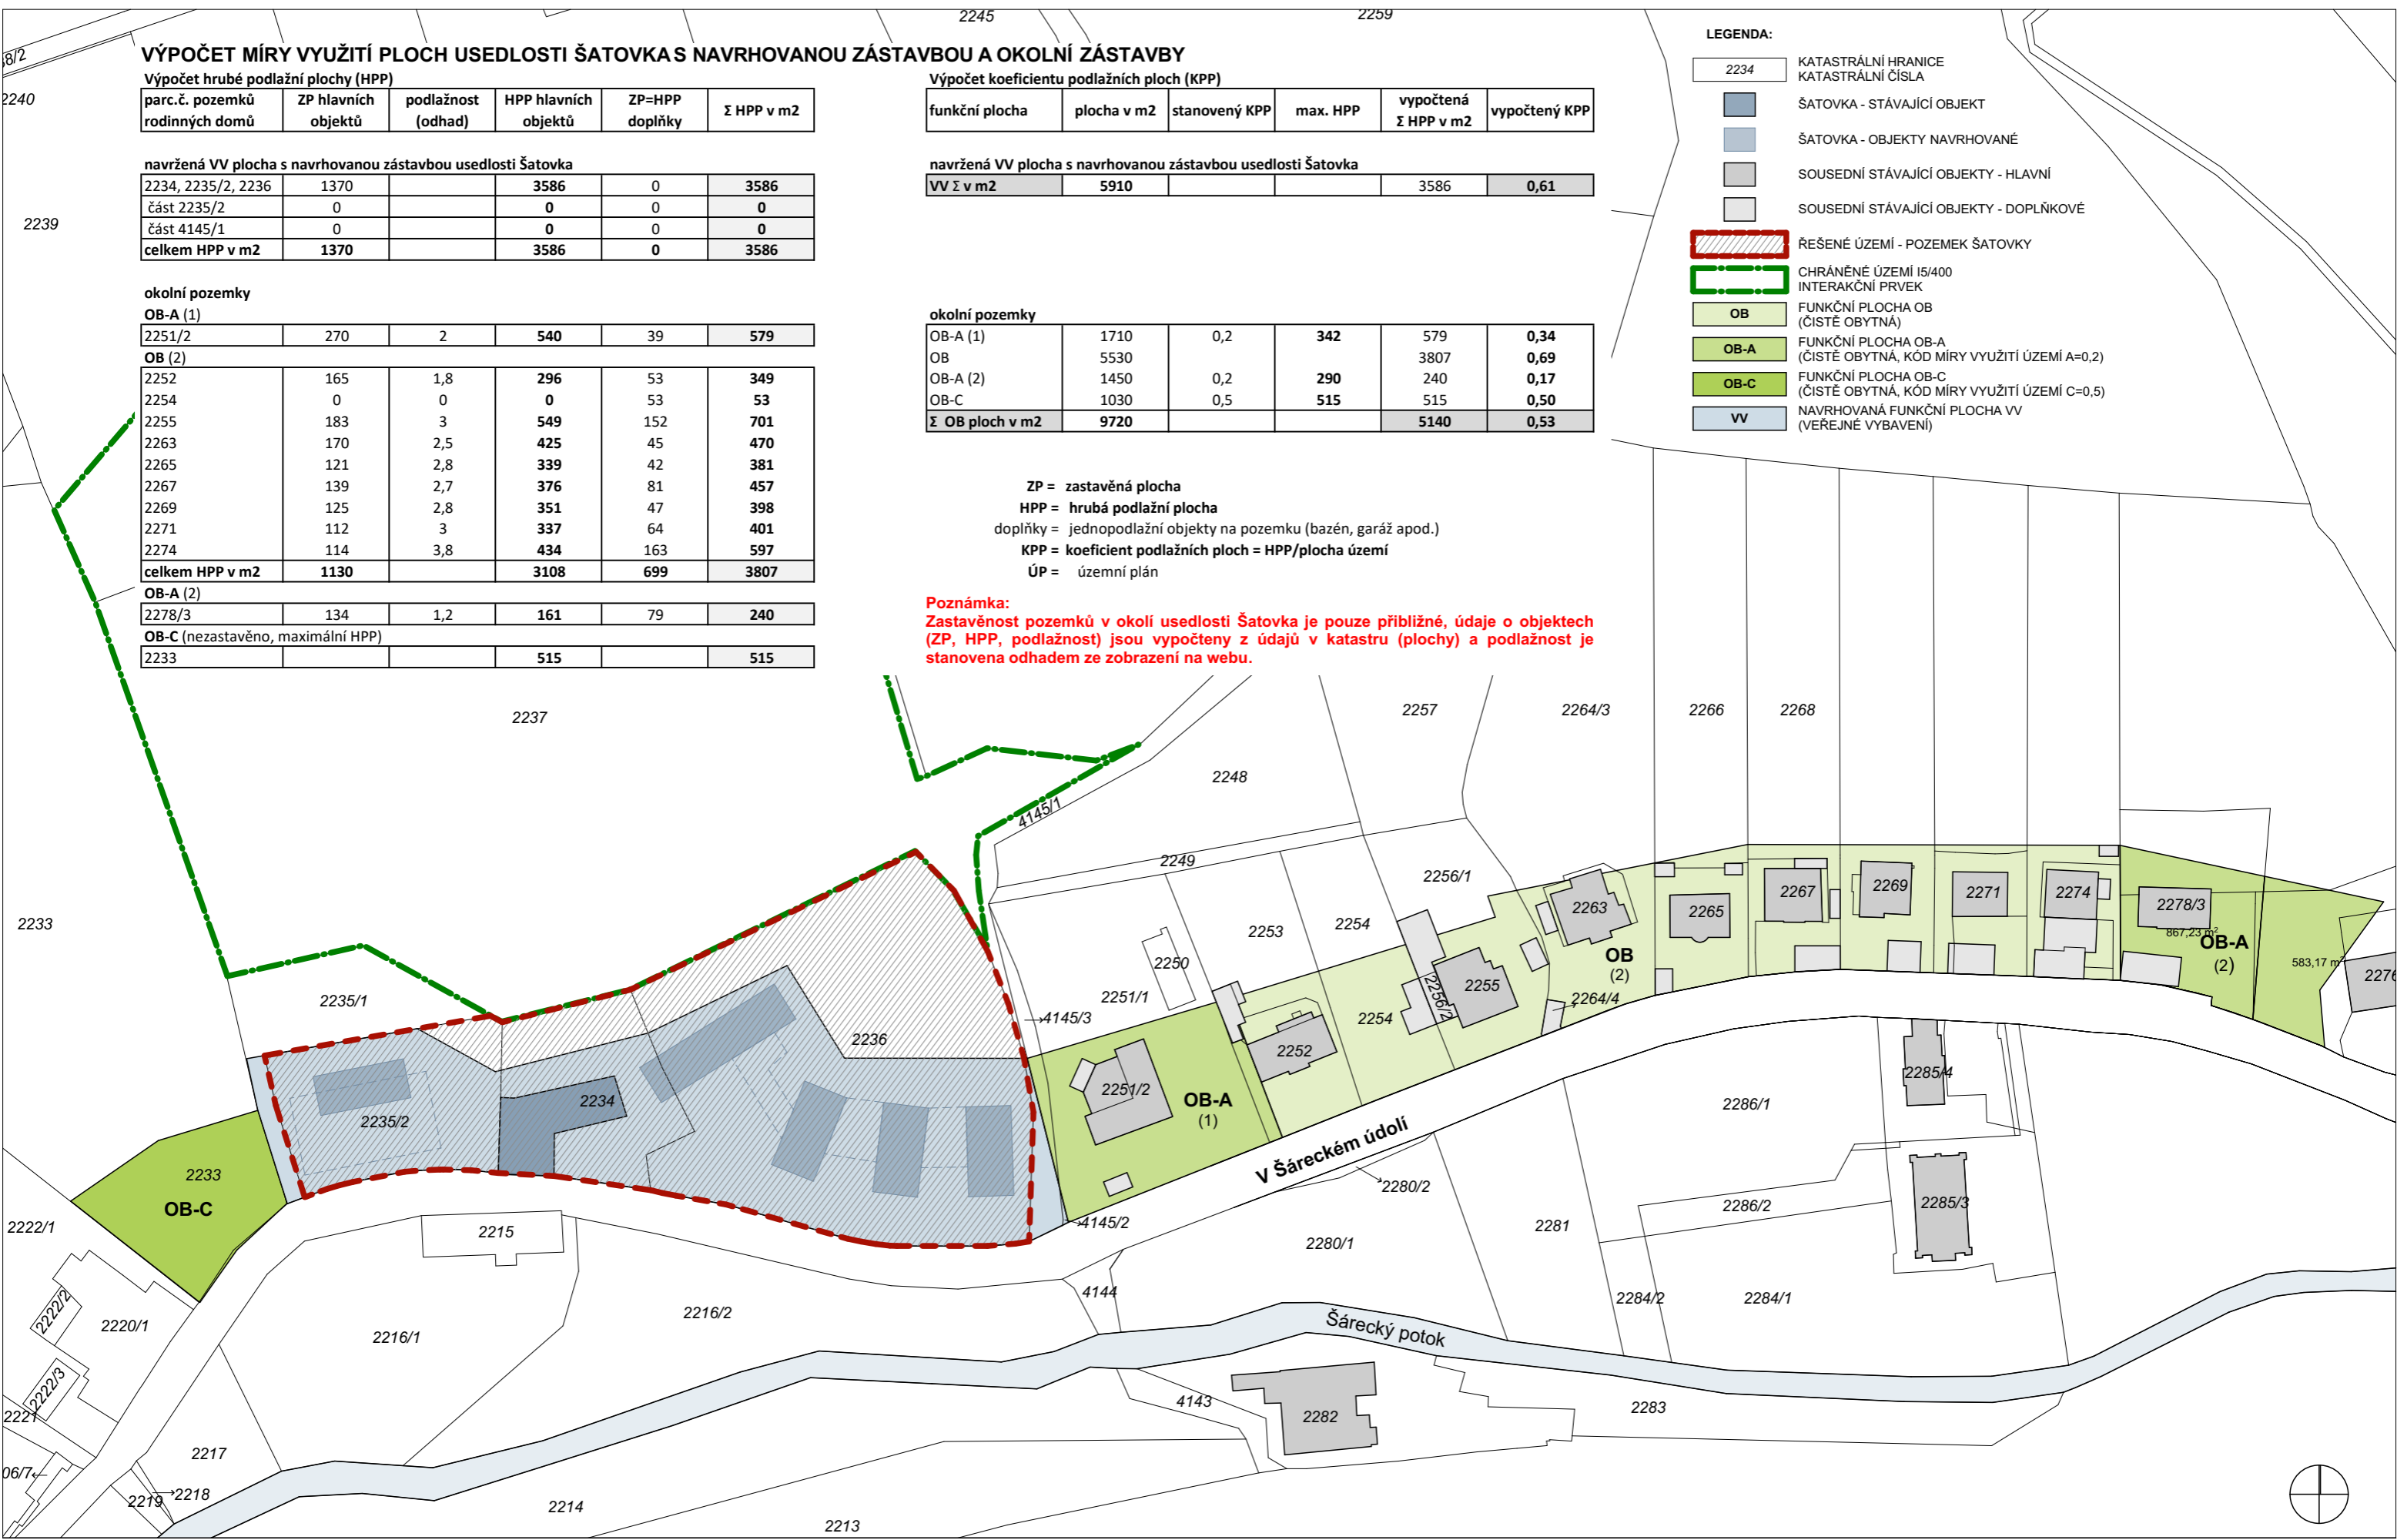 VÝPOČET MÍRY VYUŽITÍ PLOCH USEDLOSTI ŠATOVKA S NAVRHOVANOU ZÁSTAVBOU A OKOLNÍ ZÁSTAVBY
Výpočet hrubé podlažní plochy (HPP)
parc.č. pozemků rodinných domů | ZP hlavních objektů | podlažnost (odhad) | HPP hlavních objektů | ZP=HPP doplňky | Σ HPP v m2
navržená VV plocha s navrhovanou zástavbou usedlosti Šatovka
2234, 2235/2, 2236 1370 3586 0 3586
část 2235/2 0 0 0 0
část 4145/1 0 0 0 0
celkem HPP v m2 1370 3586 0 3586
okolní pozemky
OB-A (1)
2251/2 270 2 540 39 579
OB (2)
2252 165 1,8 296 53 349
2254 0 0 0 53 53
2255 183 3 549 152 701
2263 170 2,5 425 45 470
2265 121 2,8 339 42 381
2267 139 2,7 376 81 457
2269 125 2,8 351 47 398
2271 112 3 337 64 401
2274 114 3,8 434 163 597
celkem HPP v m2 1130 3108 699 3807
OB-A (2)
2278/3 134 1,2 161 79 240
OB-C (nezastavěno, maximální HPP)
2233 515 515
Výpočet koeficientu podlažních ploch (KPP)
funkční plocha | plocha v m2 | stanovený KPP | max. HPP | vypočtená Σ HPP v m2 | vypočtený KPP
navržená VV plocha s navrhovanou zástavbou usedlosti Šatovka
VV Σ v m2 5910 3586 0,61
okolní pozemky
OB-A (1) 1710 0,2 342 579 0,34
OB 5530 3807 0,69
OB-A (2) 1450 0,2 290 240 0,17
OB-C 1030 0,5 515 515 0,50
Σ OB ploch v m2 9720 5140 0,53
ZP = zastavěná plocha
HPP = hrubá podlažní plocha
doplňky = jednopodlažní objekty na pozemku (bazén, garáž apod.)
KPP = koeficient podlažních ploch = HPP/plocha území
ÚP = územní plán
Poznámka:
Zastavěnost pozemků v okolí usedlosti Šatovka je pouze přibližné, údaje o objektech
(ZP, HPP, podlažnost) jsou vypočteny z údajů v katastru (plochy) a podlažnost je
stanovena odhadem ze zobrazení na webu.
LEGENDA:
2234 KATASTRÁLNÍ HRANICE
KATASTRÁLNÍ ČÍSLA
ŠATOVKA - STÁVAJÍCÍ OBJEKT
ŠATOVKA - OBJEKTY NAVRHOVANÉ
SOUSEDNÍ STÁVAJÍCÍ OBJEKTY - HLAVNÍ
SOUSEDNÍ STÁVAJÍCÍ OBJEKTY - DOPLŇKOVÉ
ŘEŠENÉ ÚZEMÍ - POZEMEK ŠATOVKY
CHRÁNĚNÉ ÚZEMÍ I5/400
INTERAKČNÍ PRVEK
OB FUNKČNÍ PLOCHA OB
(ČISTĚ OBYTNÁ)
OB-A FUNKČNÍ PLOCHA OB-A
(ČISTĚ OBYTNÁ, KÓD MÍRY VYUŽITÍ ÚZEMÍ A=0,2)
OB-C FUNKČNÍ PLOCHA OB-C
(ČISTĚ OBYTNÁ, KÓD MÍRY VYUŽITÍ ÚZEMÍ C=0,5)
VV NAVRHOVANÁ FUNKČNÍ PLOCHA VV
(VEŘEJNÉ VYBAVENÍ)
2245
2259
2240
2239
2237
2257
2264/3
2266
2268
2248
4145/1
2249
2256/1
2233
2253
2254
2263
2265
2267
2269
2271
2274
2278/3
867,23 m²
OB-A
(2)
583,17 m
2276
2250
OB
(2)
2255
2256/2
2264/4
2254
2235/1
2251/1
4145/3
2236
2252
2251/2
OB-A
(1)
2234
2235/2
2285/4
2286/1
V Šáreckém údolí
2233
OB-C
2280/2
2285/3
2286/2
2222/1
2215
4145/2
2281
2280/1
4144
2284/2
2284/1
2222/2
2220/1
2216/1
2216/2
Šárecký potok
2222/3
4143
2282
2283
2221
2217
06/7
2218
2219
2214
2213